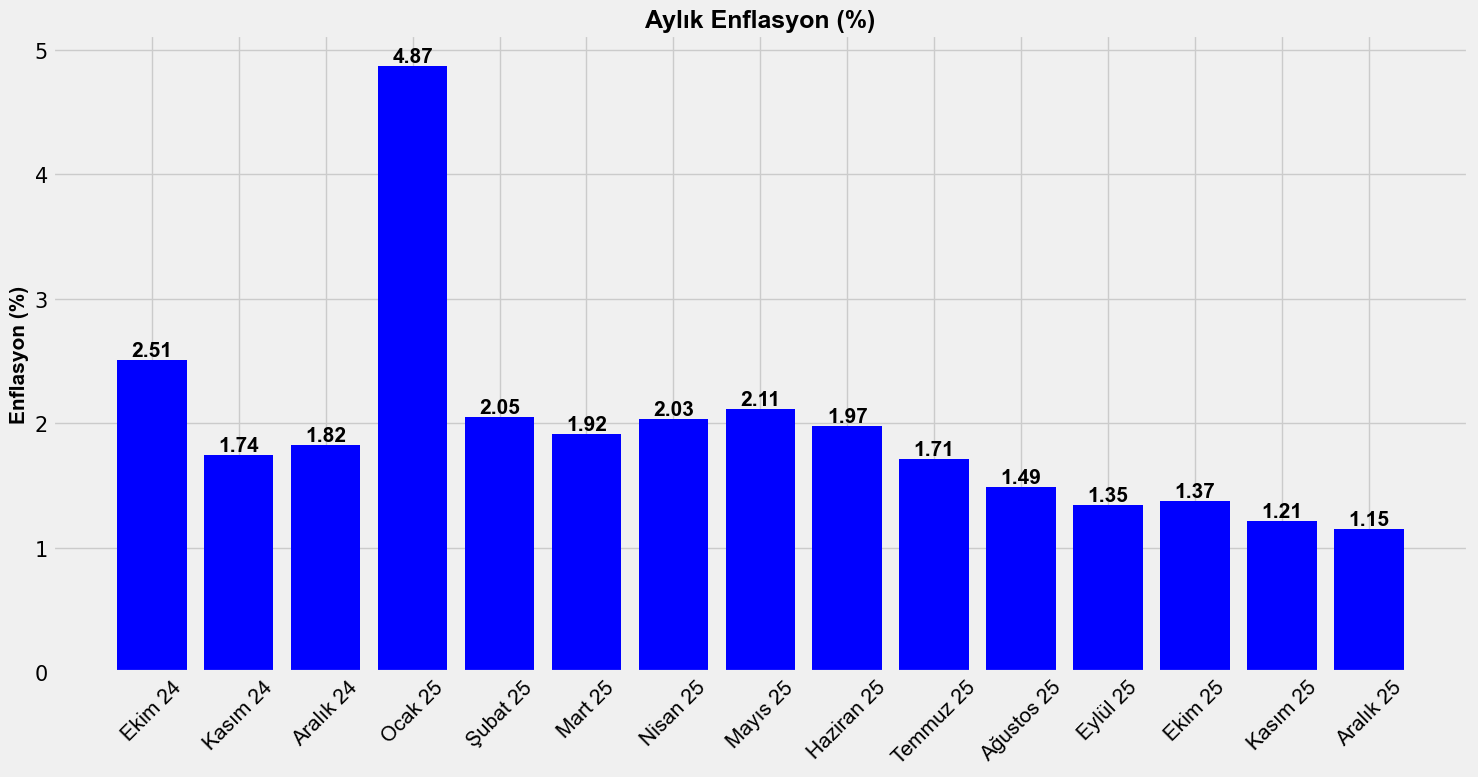 Aylık Enflasyon (%)
Enflasyon (%)
5
4
3
2
1
0
2.51
1.74
1.82
4.87
2.05
1.92
2.03
2.11
1.97
1.71
1.49
1.35
1.37
1.21
1.15
Ekim 24
Kasım 24
Aralık 24
Ocak 25
Şubat 25
Mart 25
Nisan 25
Mayıs 25
Haziran 25
Temmuz 25
Ağustos 25
Eylül 25
Ekim 25
Kasım 25
Aralık 25